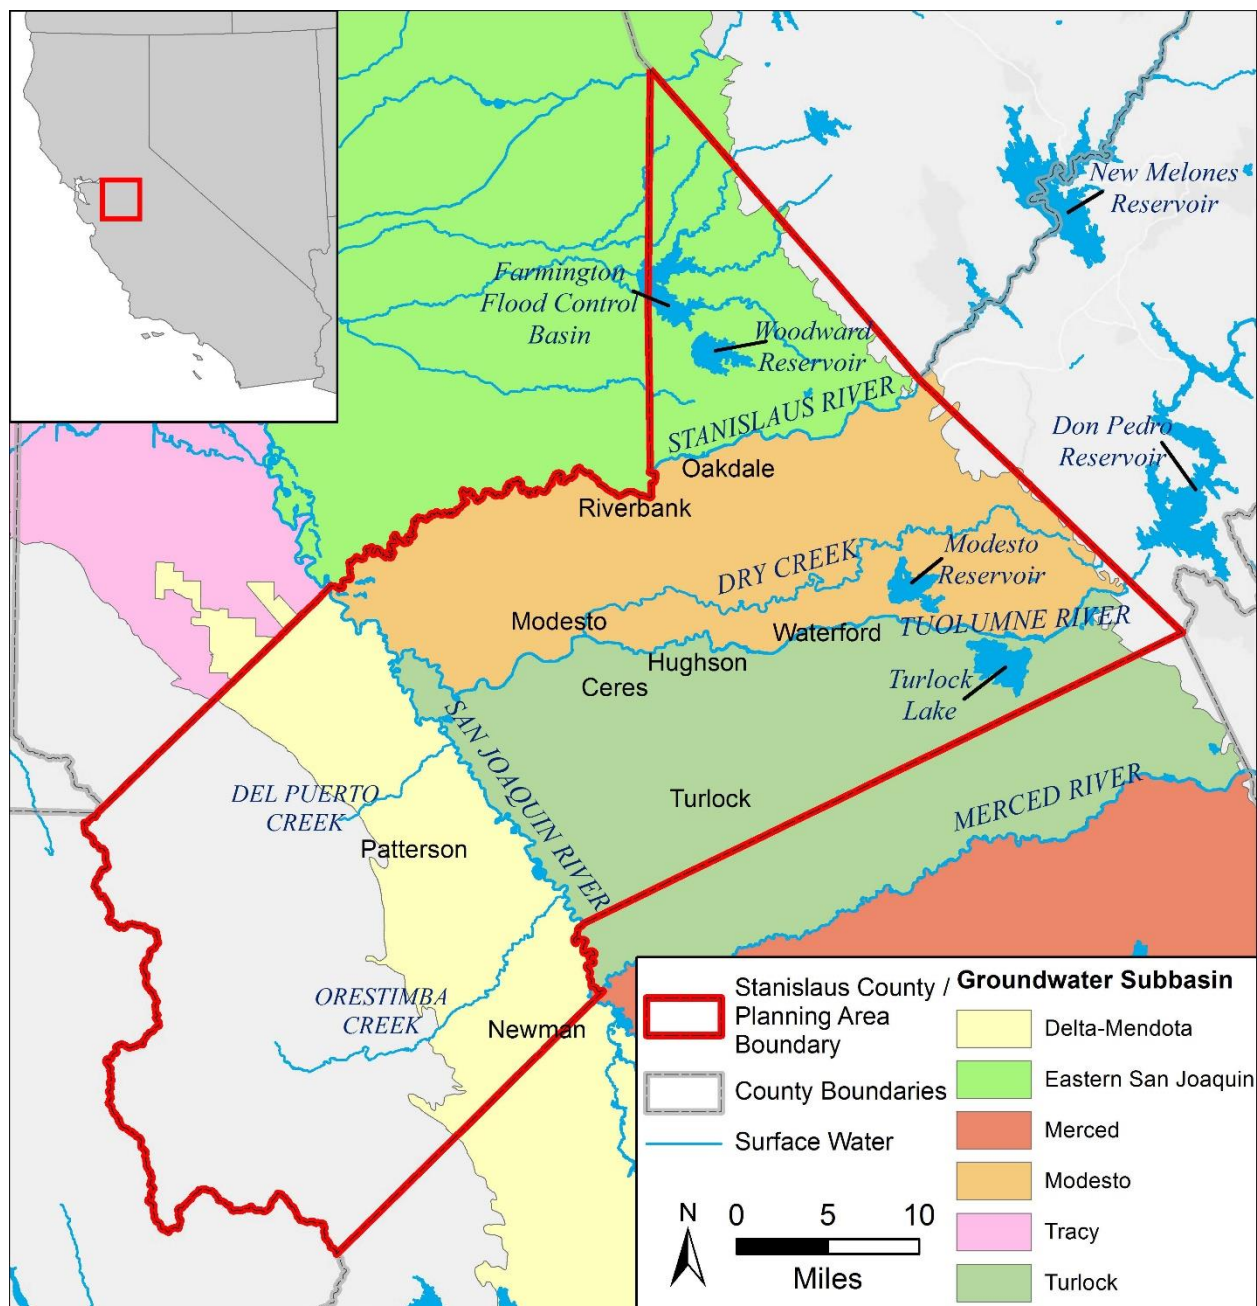 New Melones
Reservoir
Farmington
Flood Control
Basin
Woodward
Reservoir
STANISLAUS RIVER
Don Pedro
Reservoir
Oakdale
Riverbank
DRY CREEK
Modesto
Reservoir
Modesto
Waterford
TUOLUMNE RIVER
Hughson
Ceres
Turlock
Lake
SAN JOAQUIN RIVER
DEL PUERTO
CREEK
Turlock
MERCED RIVER
Patterson
ORESTIMBA
CREEK
Newman
Stanislaus County /
Planning Area
Boundary
County Boundaries
Surface Water
N
0 5 10
Miles
Groundwater Subbasin
Delta-Mendota
Eastern San Joaquin
Merced
Modesto
Tracy
Turlock